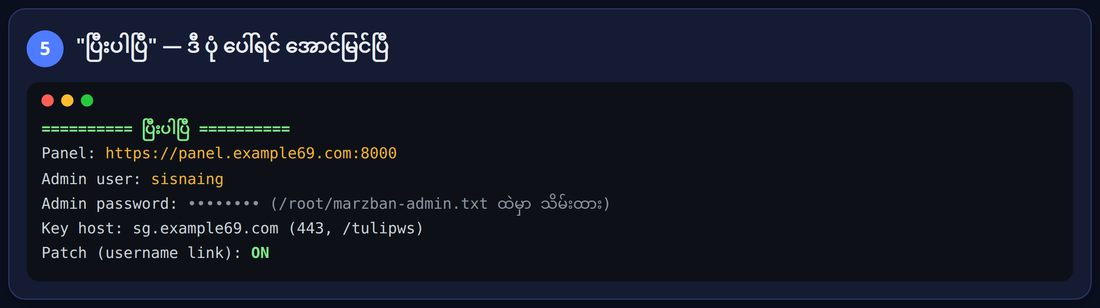 5 "ပြီးပါပြီ" — ဒီ ပုံ ပေါ်ရင် အောင်မြင်ပြီ
========== ပြီးပါပြီ ==========
Panel: https://panel.example69.com:8000
Admin user: sisnaing
Admin password: •••••••• (/root/marzban-admin.txt ထဲမှာ သိမ်းထား)
Key host: sg.example69.com (443, /tulipws)
Patch (username link): ON